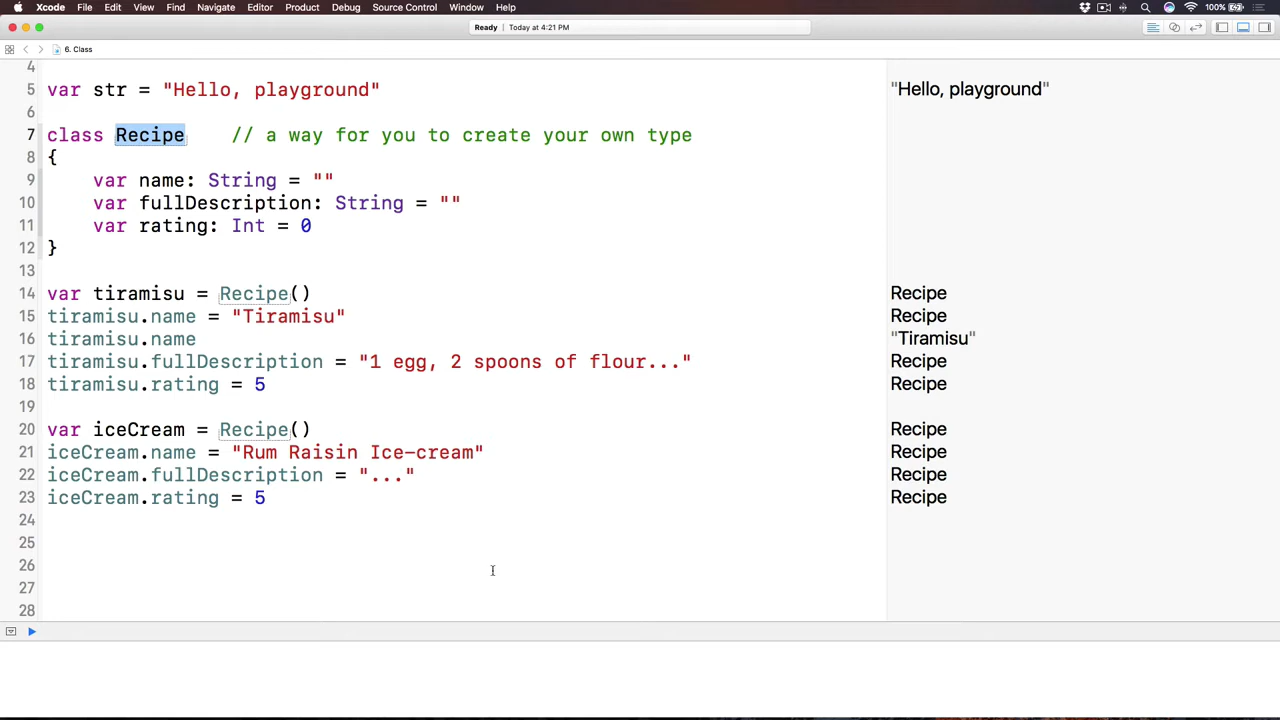 Xcode File Edit View Find Navigate Editor Product Debug Source Control Window Help 100%
Ready Today at 4:21 PM
6. Class
4
5 var str = "Hello, playground" "Hello, playground"
6
7 class Recipe // a way for you to create your own type
8 {
9 var name: String = ""
10 var fullDescription: String = ""
11 var rating: Int = 0
12 }
13
14 var tiramisu = Recipe() Recipe
15 tiramisu.name = "Tiramisu" Recipe
16 tiramisu.name "Tiramisu"
17 tiramisu.fullDescription = "1 egg, 2 spoons of flour..." Recipe
18 tiramisu.rating = 5 Recipe
19
20 var iceCream = Recipe() Recipe
21 iceCream.name = "Rum Raisin Ice-cream" Recipe
22 iceCream.fullDescription = "..." Recipe
23 iceCream.rating = 5 Recipe
24
25
26
27
28